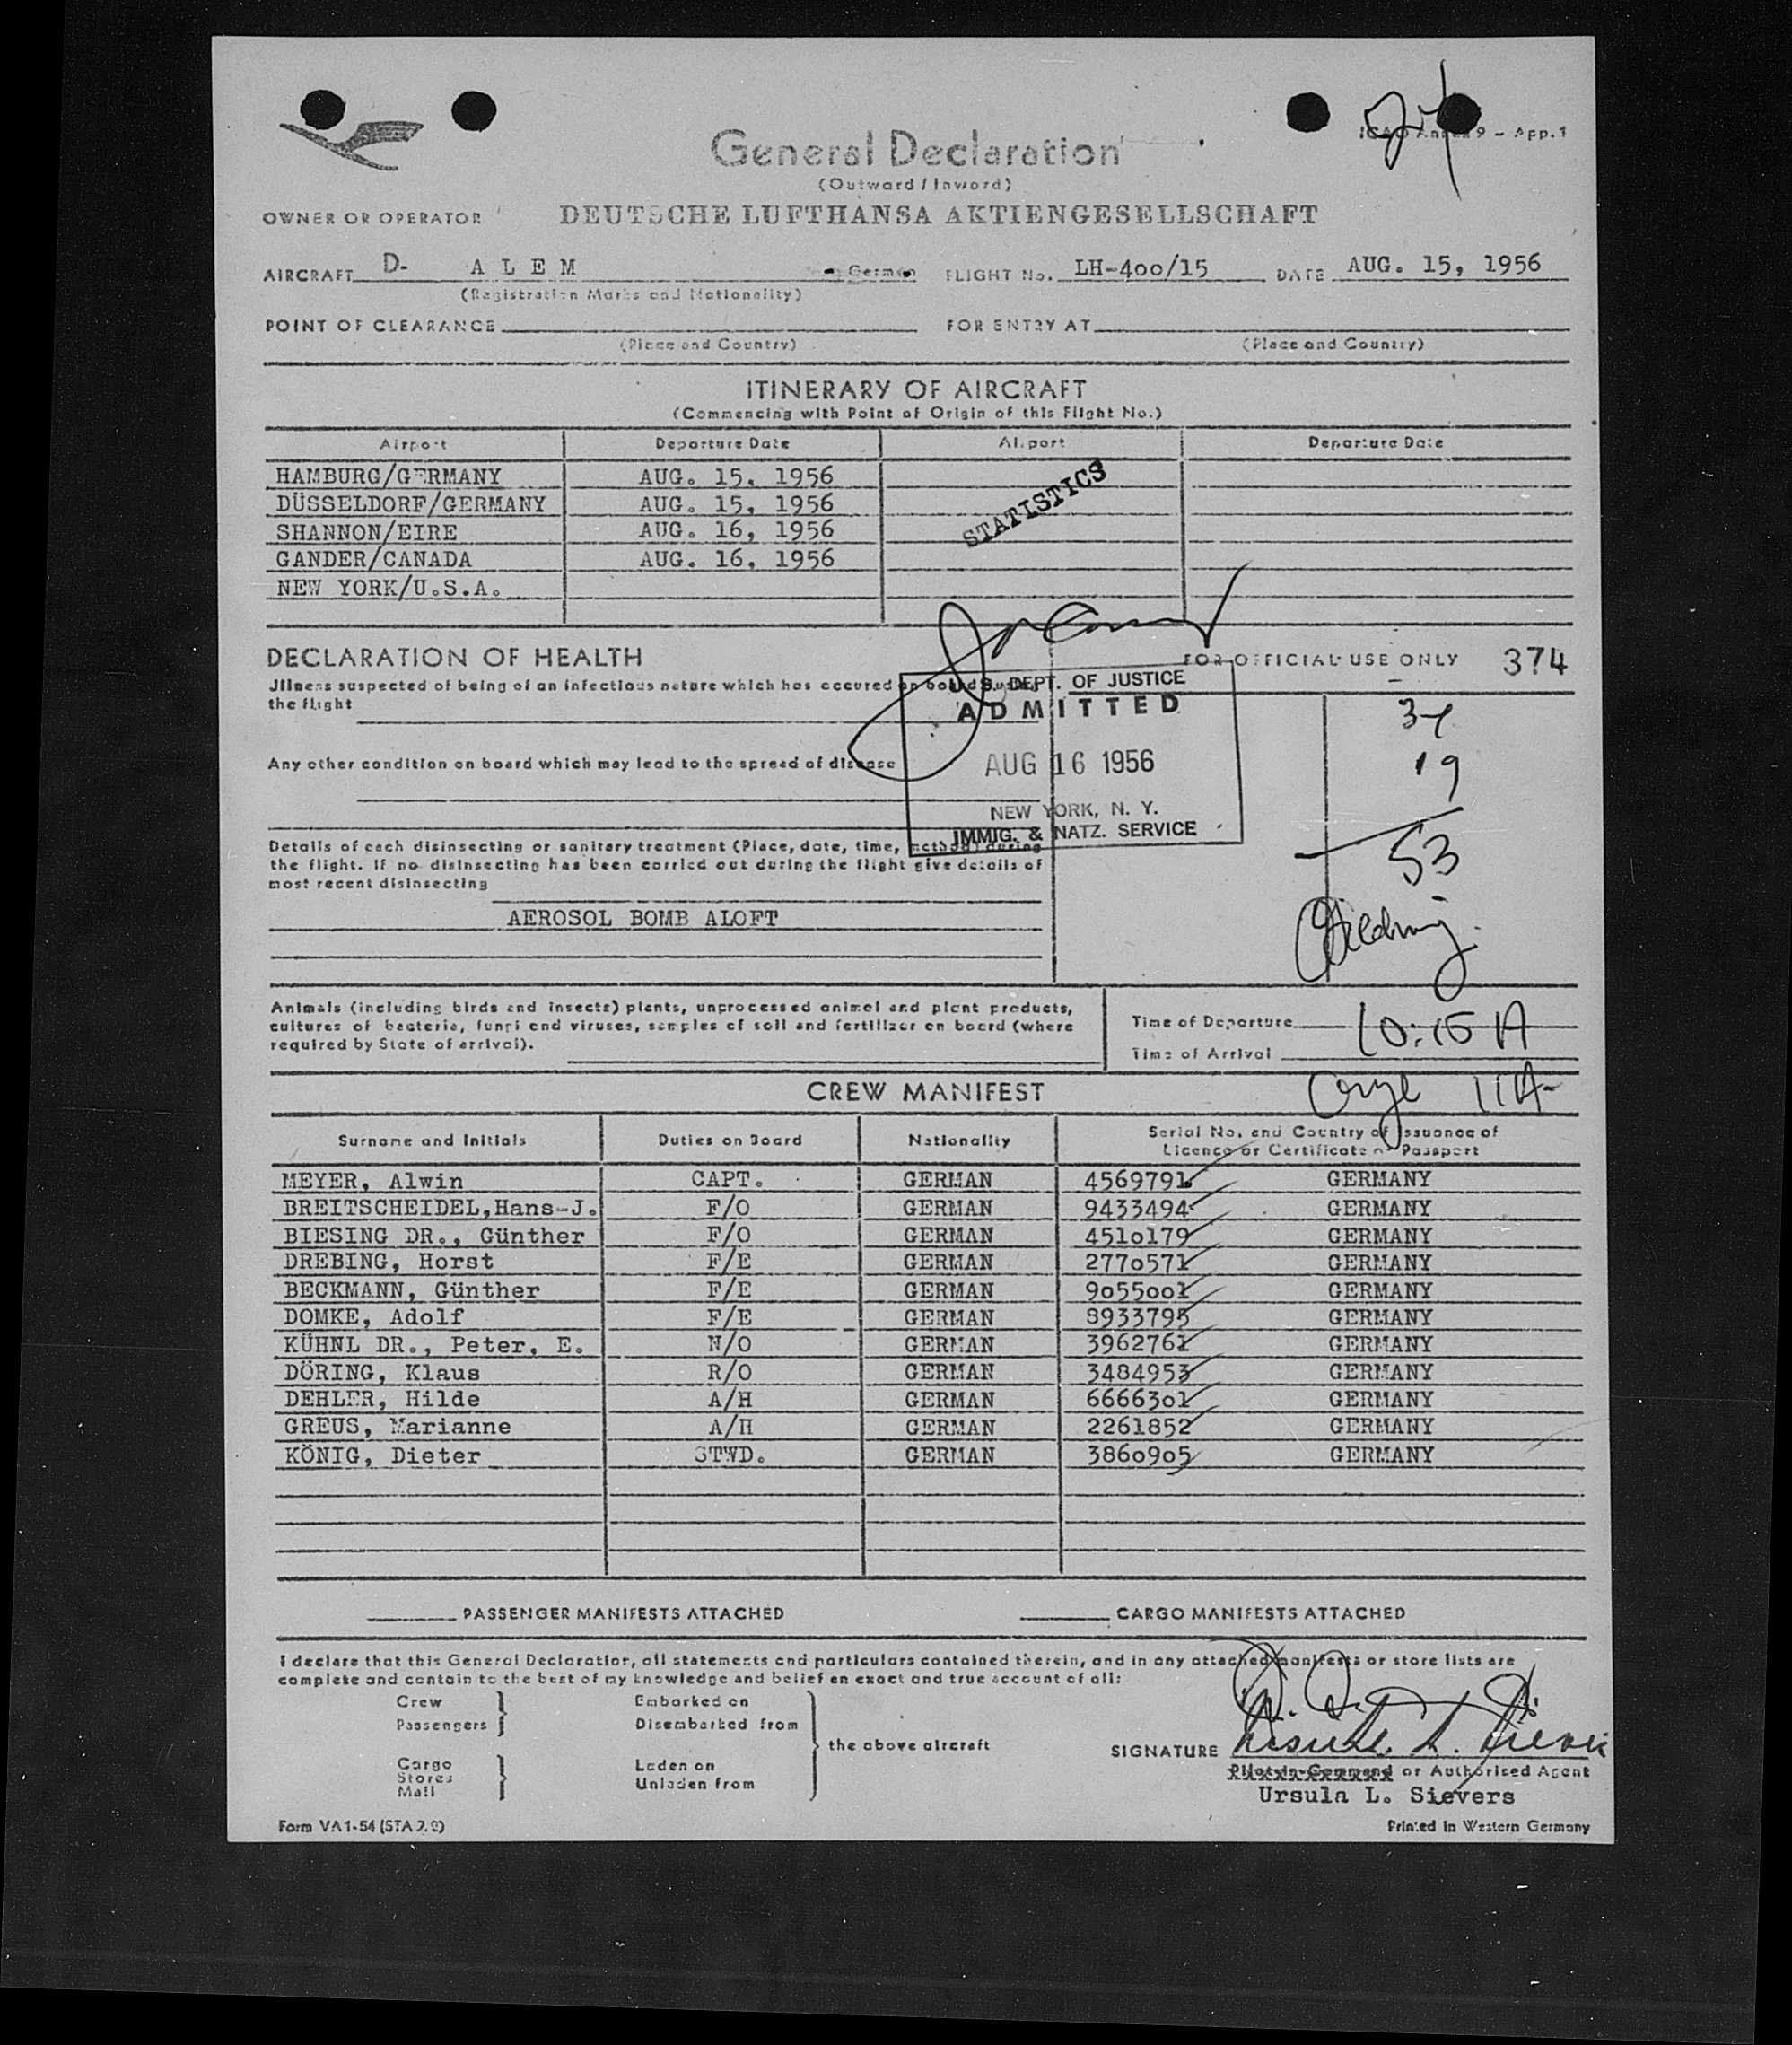 ICAO Annex 9 – App. 1
General Declaration
(Outward / Inward)
OWNER OR OPERATOR DEUTSCHE LUFTHANSA AKTIENGESELLSCHAFT
AIRCRAFT D- ALEM German FLIGHT No. LH-400/15 DATE AUG. 15, 1956
(Registration Marks and Nationality)
POINT OF CLEARANCE FOR ENTRY AT
(Place and Country) (Place and Country)
ITINERARY OF AIRCRAFT
(Commencing with Point of Origin of this Flight No.)
Airport Departure Date Airport Departure Date
HAMBURG/GERMANY AUG. 15, 1956
DÜSSELDORF/GERMANY AUG. 15, 1956
SHANNON/EIRE AUG. 16, 1956
GANDER/CANADA AUG. 16, 1956
NEW YORK/U.S.A.
STATISTICS
DECLARATION OF HEALTH FOR OFFICIAL USE ONLY 374
Jllness suspected of being of an infectious nature which has occured on board during
the flight
U.S. DEPT. OF JUSTICE
ADMITTED
AUG 16 1956
NEW YORK, N. Y.
IMMIG. & NATZ. SERVICE
34
19
53
Any other condition on board which may lead to the spread of disease
Details of each disinsecting or sanitary treatment (Place, date, time, method) during
the flight. If no disinsecting has been carried out during the flight give details of
most recent disinsecting
AEROSOL BOMB ALOFT
Animals (including birds and insects) plants, unprocessed animal and plant products,
cultures of bacteria, fungi and viruses, samples of soil and fertilizer on board (where
required by State of arrival).
Time of Departure 10:15 A
Time of Arrival
11A
CREW MANIFEST
Surname and Initials Duties on Board Nationality Serial No. and Country of Issuance of
Licence or Certificate or Passport
MEYER, Alwin CAPT. GERMAN 4569791 GERMANY
BREITSCHEIDEL,Hans-J. F/O GERMAN 9433494 GERMANY
BIESING DR., Günther F/O GERMAN 4510179 GERMANY
DREBING, Horst F/E GERMAN 2770571 GERMANY
BECKMANN, Günther F/E GERMAN 9055001 GERMANY
DOMKE, Adolf F/E GERMAN 8933795 GERMANY
KÜHNL DR., Peter, E. N/O GERMAN 3962761 GERMANY
DÖRING, Klaus R/O GERMAN 3484953 GERMANY
DEHLER, Hilde A/H GERMAN 6666301 GERMANY
GREUS, Marianne A/H GERMAN 2261852 GERMANY
KÖNIG, Dieter STWD. GERMAN 3860905 GERMANY
PASSENGER MANIFESTS ATTACHED CARGO MANIFESTS ATTACHED
I declare that this General Declaration, all statements and particulars contained therein, and in any attached manifests or store lists are
complete and contain to the best of my knowledge and belief an exact and true account of all:
Crew Embarked on
Passengers Disembarked from
the above aircraft
Cargo Laden on
Stores
Mail Unladen from
SIGNATURE Ursula L. Sievers
Pilot-in-Command or Authorised Agent
Ursula L. Sievers
Form VA 1-54 (STA 2.2) Printed in Western Germany